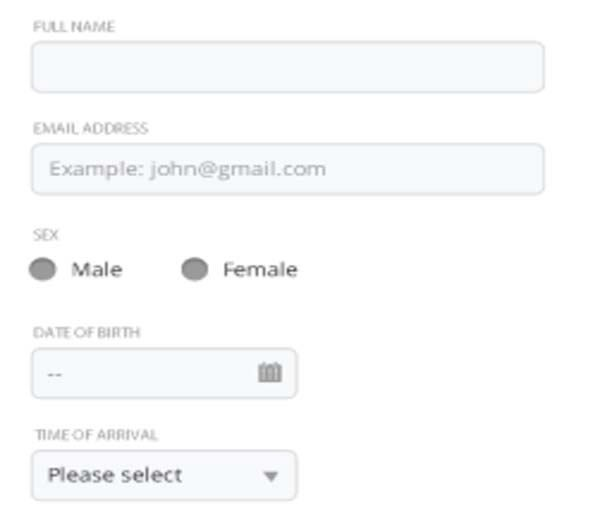 FULL NAME
EMAIL ADDRESS
Example: john@gmail.com
SEX
Male Female
DATE OF BIRTH
--
TIME OF ARRIVAL
Please select